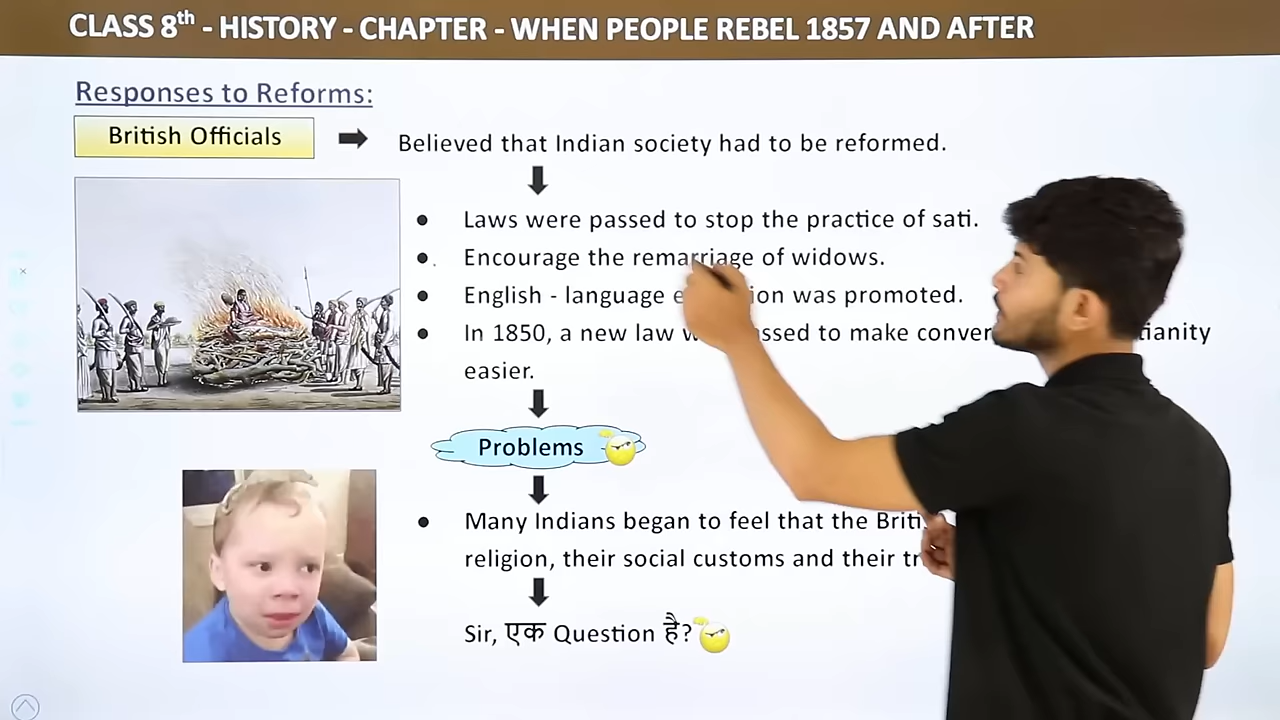 CLASS 8th - HISTORY - CHAPTER - WHEN PEOPLE REBEL 1857 AND AFTER
Responses to Reforms:
British Officials
Believed that Indian society had to be reformed.
Laws were passed to stop the practice of sati.
Encourage the remarriage of widows.
English - language was promoted.
In 1850, a new law to make easier.
Problems
Many Indians began to feel that the
religion, their social customs and their
Sir, एक Question है?